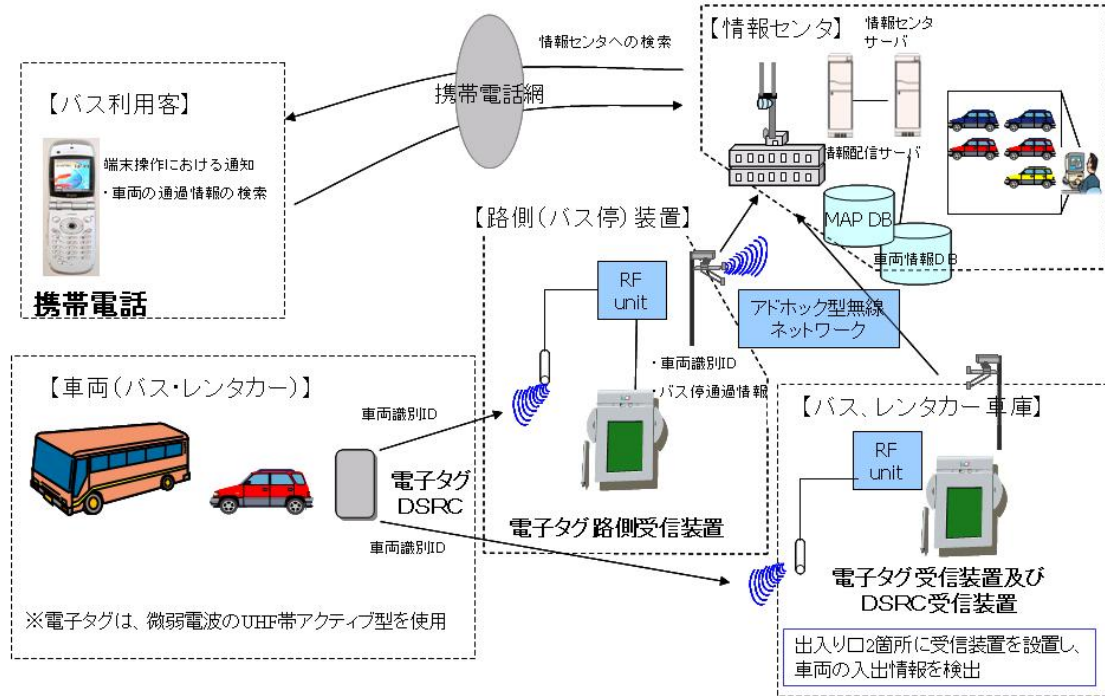 【情報センタ】
情報センタ
サーバ
情報センタへの検索
携帯電話網
【バス利用客】
端末操作における通知
・車両の通過情報の検索
携帯電話
情報配信サーバ
MAP DB
車両情報DB
【路側(バス停)装置】
RF
unit
アドホック型無線
ネットワーク
・車両識別ID
・バス停通過情報
電子タグ路側受信装置
【車両(バス・レンタカー)】
車両識別ID
電子タグ
DSRC
車両識別ID
※電子タグは、微弱電波のUHF帯アクティブ型を使用
【バス、レンタカー車庫】
RF
unit
電子タグ受信装置及び
DSRC受信装置
出入り口2箇所に受信装置を設置し、
車両の入出情報を検出